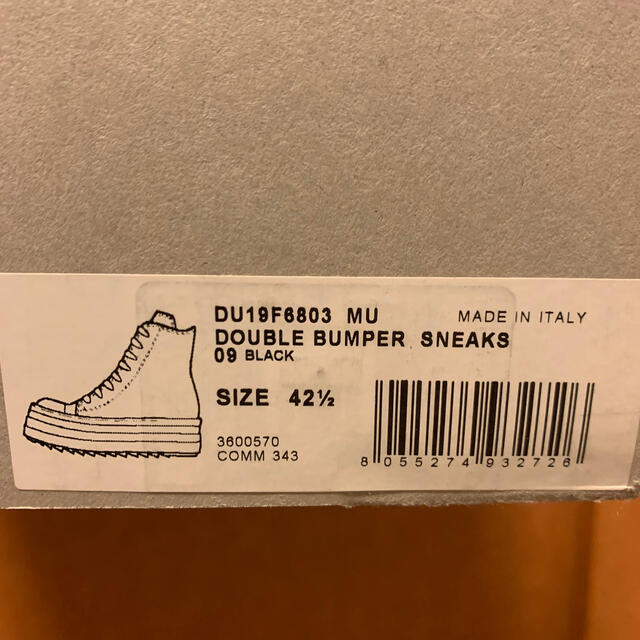 DU19F6803 MU MADE IN ITALY
DOUBLE BUMPER SNEAKS
09 BLACK
SIZE 42½
3600570
COMM 343
8 055274 932726